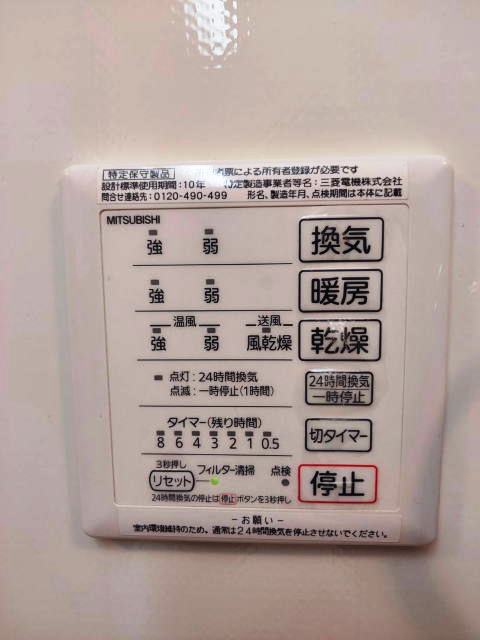 特定保守製品 票による所有者登録が必要です
設計標準使用期間：10年 特定製造事業者等名：三菱電機株式会社
問合せ連絡先：0120-490-499 形名、製造年月、点検期間は本体に記載
MITSUBISHI
強 弱 換気
強 弱 暖房
温風 送風
強 弱 風乾燥 乾燥
点灯：24時間換気
点滅：一時停止(1時間)
24時間換気
一時停止
タイマー(残り時間)
8 6 4 3 2 1 0.5
切タイマー
3秒押し
リセット フィルター清掃 点検
停止
24時間換気の停止は停止ボタンを3秒押し
－お願い－
室内環境維持のため、通常は24時間換気を停止させないでください。